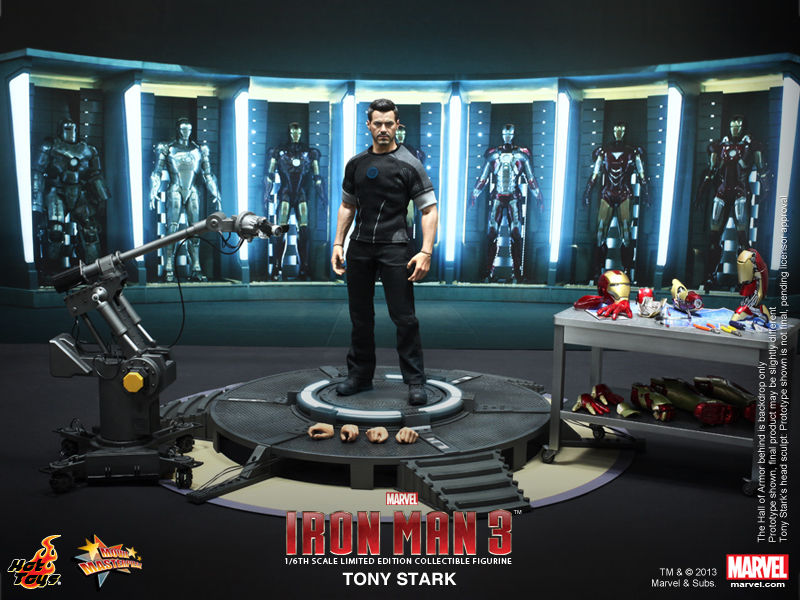 MARVEL
IRON MAN 3™
1/6TH SCALE LIMITED EDITION COLLECTIBLE FIGURINE
TONY STARK
Hot Toys
MOVIE MASTERPIECE
TM & © 2013
Marvel & Subs.
MARVEL
marvel.com
The Hall of Armor behind is backdrop only
Prototype shown, final product may be slightly different
Tony Stark's head sculpt: Prototype shown is not final, pending licensor approval